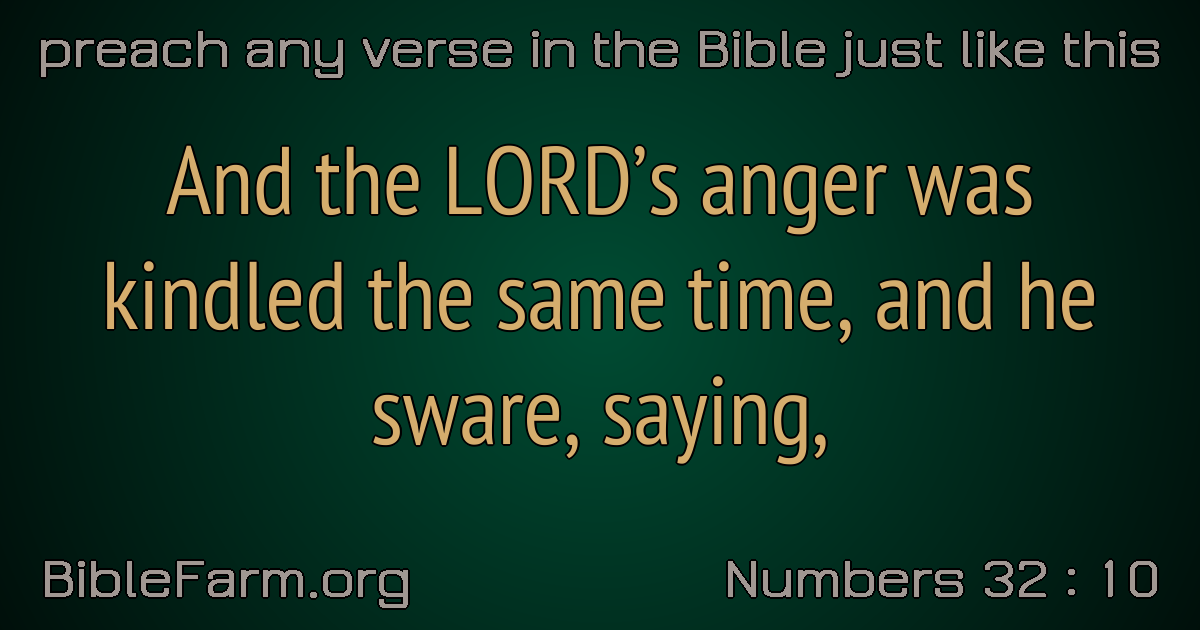 preach any verse in the Bible just like this
And the LORD’s anger was
kindled the same time, and he
sware, saying,
BibleFarm.org
Numbers 32 : 10